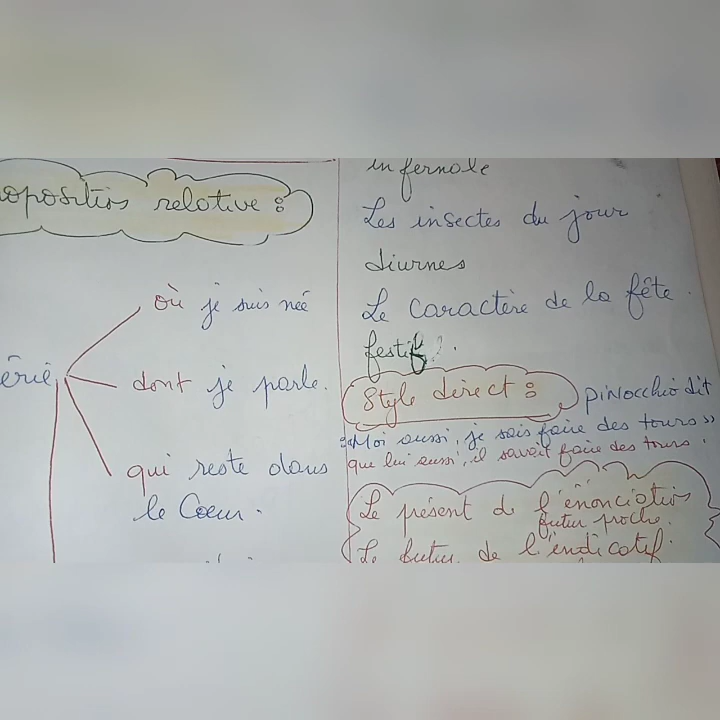 oposition relative :
où je suis née
érie
dont je parle.
qui reste dans
le Coeur.
infernale
Les insectes du jour
diurnes
Le caractère de la fête.
festif
Style direct : Pinocchio dit
: « Moi aussi, je sais faire des tours »
que lui aussi, il savait faire des tours.
Le présent de l'énonciation
futur proche.
Le futur de l'indicatif.